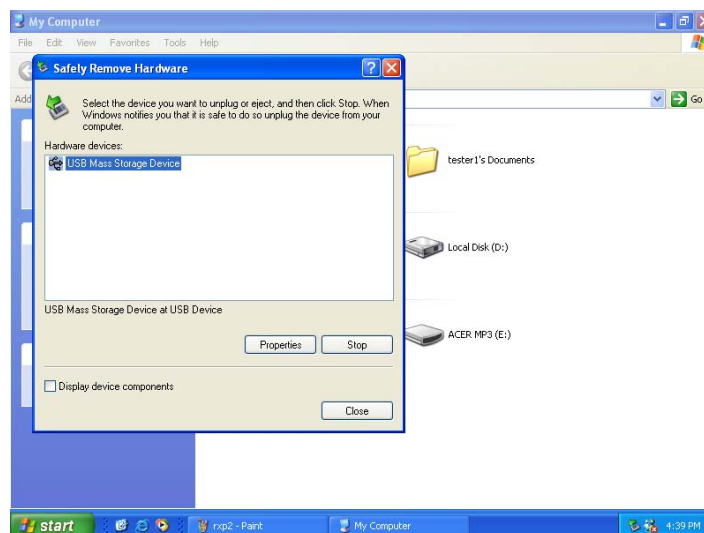 My Computer
File Edit View Favorites Tools Help
Safely Remove Hardware
Add
Go
Select the device you want to unplug or eject, and then click Stop. When
Windows notifies you that it is safe to do so unplug the device from your
computer.
Hardware devices:
USB Mass Storage Device
tester1's Documents
Local Disk (D:)
USB Mass Storage Device at USB Device
Properties Stop
ACER MP3 (E:)
Display device components
Close
start rxp2 - Paint My Computer 4:39 PM